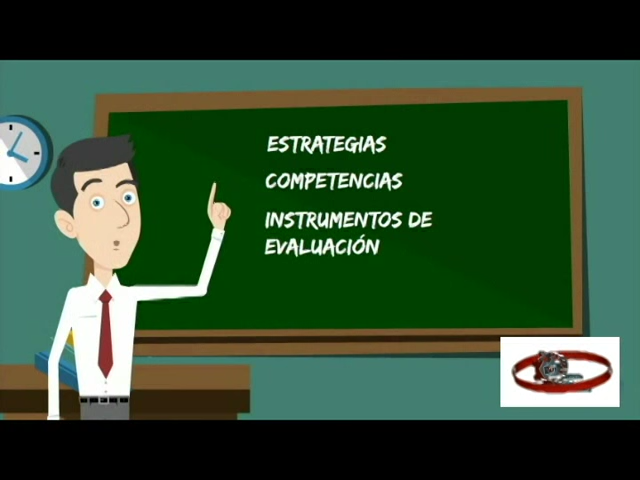 ESTRATEGIAS
COMPETENCIAS
INSTRUMENTOS DE
EVALUACIÓN